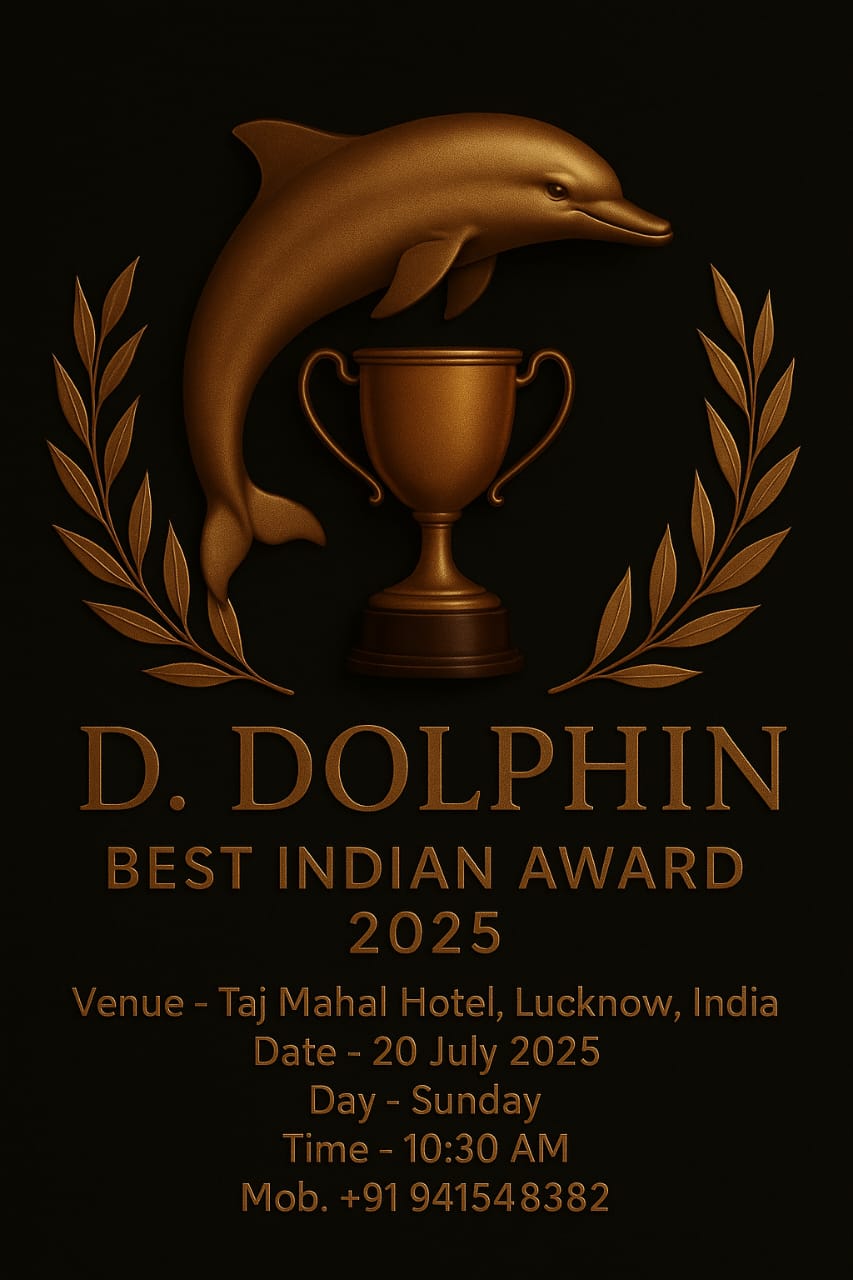 D. DOLPHIN
BEST INDIAN AWARD
2025
Venue - Taj Mahal Hotel, Lucknow, India
Date - 20 July 2025
Day - Sunday
Time - 10:30 AM
Mob. +91 941548382